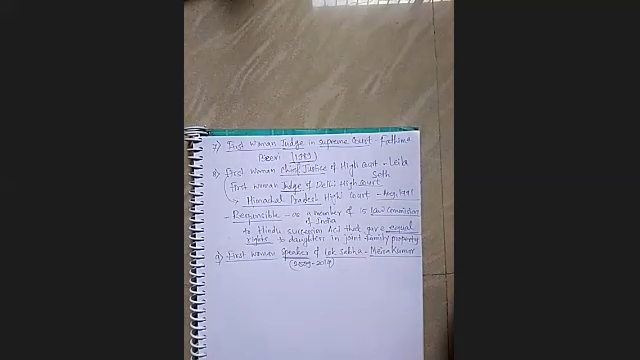 7) First Woman Judge in Supreme Court - Fathima
Beevi (1989)
8) First Woman Chief Justice of High Court - Leila
Seth
First Woman Judge of Delhi High Court
→ Himachal Pradesh High Court - Aug, 1991
Responsible - as a member of 15 Law Commission
of India
to Hindu succession Act that give equal
rights to daughters in joint family property
9) First Women Speaker of Lok Sabha - Meira Kumar
(2009-2014)